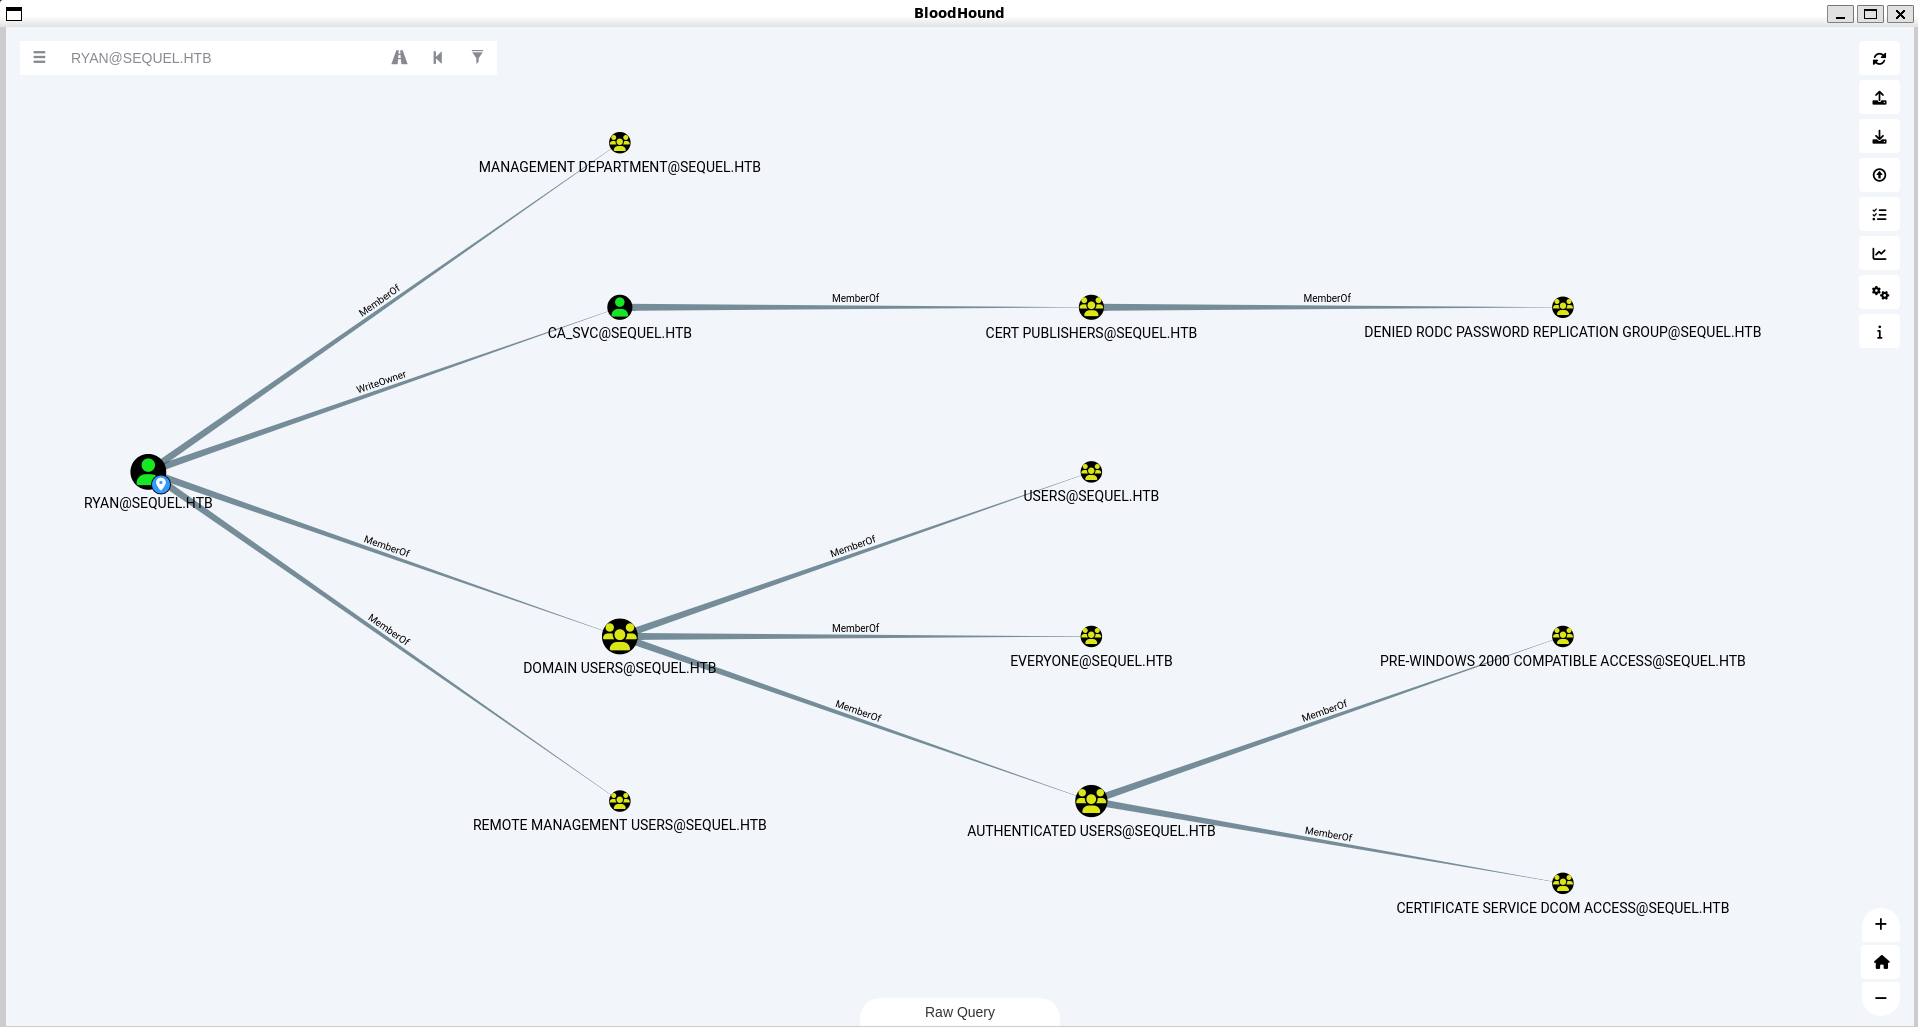 BloodHound
RYAN@SEQUEL.HTB
MANAGEMENT DEPARTMENT@SEQUEL.HTB
MemberOf
MemberOf
MemberOf
CA_SVC@SEQUEL.HTB
CERT PUBLISHERS@SEQUEL.HTB
DENIED RODC PASSWORD REPLICATION GROUP@SEQUEL.HTB
WriteOwner
RYAN@SEQUEL.HTB
USERS@SEQUEL.HTB
MemberOf
MemberOf
MemberOf
MemberOf
DOMAIN USERS@SEQUEL.HTB
EVERYONE@SEQUEL.HTB
PRE-WINDOWS 2000 COMPATIBLE ACCESS@SEQUEL.HTB
MemberOf
MemberOf
REMOTE MANAGEMENT USERS@SEQUEL.HTB
AUTHENTICATED USERS@SEQUEL.HTB
MemberOf
CERTIFICATE SERVICE DCOM ACCESS@SEQUEL.HTB
Raw Query